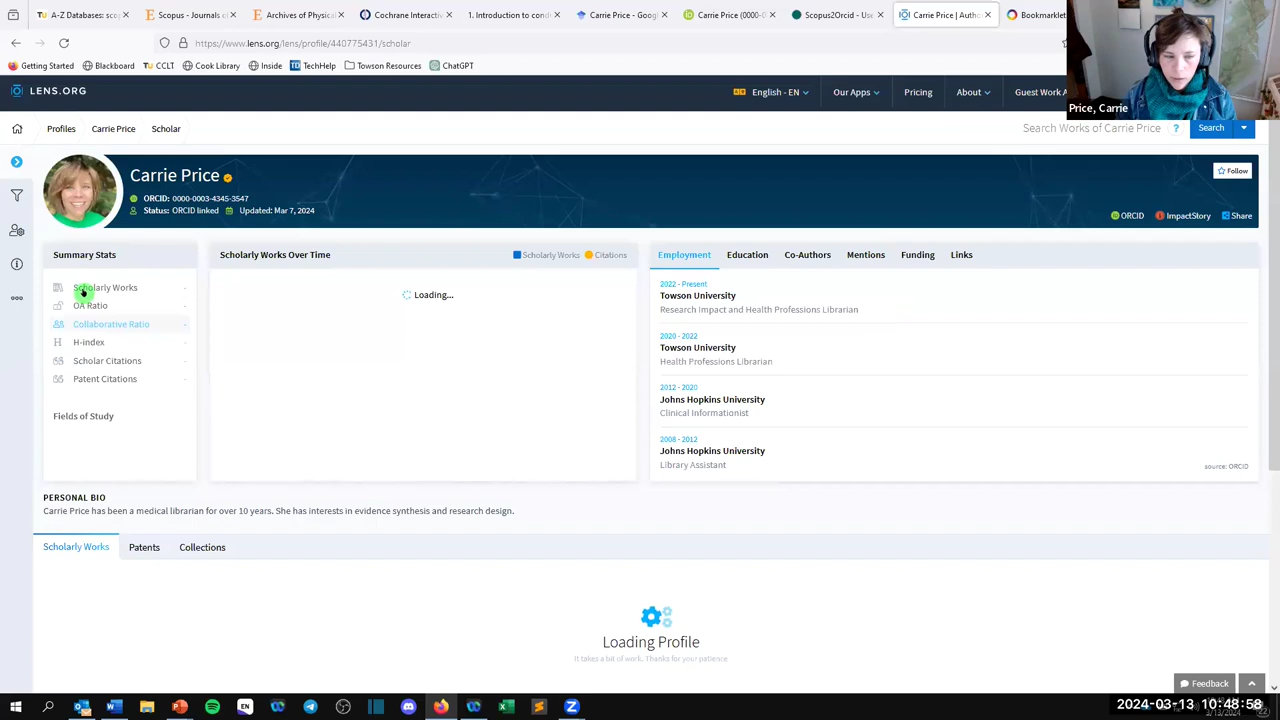 A-Z Databases: 500
Scopus - Journals
Archives of Physical
Cochrane Interactive
Introduction to cond
Carrie Price - Goog
Carrie Price (0000-0
Scopus2Orcid - Use
Carrie Price | Autho
Bookmarklet
https://www.lens.org/lens/profile/440775431/scholar
Getting Started Blackboard TU CCLT Cook Library Inside TD TechHelp Towson Resources ChatGPT
Price, Carrie
LENS.ORG
English - EN Our Apps Pricing About Guest Work A
Profiles Carrie Price Scholar
Search Works of Carrie Price ? Search
Carrie Price
Follow
ORCID: 0000-0003-4345-3547
Status: ORCID linked Updated: Mar 7, 2024
ORCID ImpactStory Share
Summary Stats
Scholarly Works -
OA Ratio -
Collaborative Ratio -
H H-index -
Scholar Citations -
Patent Citations -
Fields of Study
Scholarly Works Over Time Scholarly Works Citations
Loading...
Employment Education Co-Authors Mentions Funding Links
2022 - Present
Towson University
Research Impact and Health Professions Librarian
2020 - 2022
Towson University
Health Professions Librarian
2012 - 2020
Johns Hopkins University
Clinical Informationist
2008 - 2012
Johns Hopkins University
Library Assistant
source: ORCID
PERSONAL BIO
Carrie Price has been a medical librarian for over 10 years. She has interests in evidence synthesis and research design.
Scholarly Works Patents Collections
Loading Profile
It takes a bit of work. Thanks for your patience
Feedback
2024-03-13 10:48:58